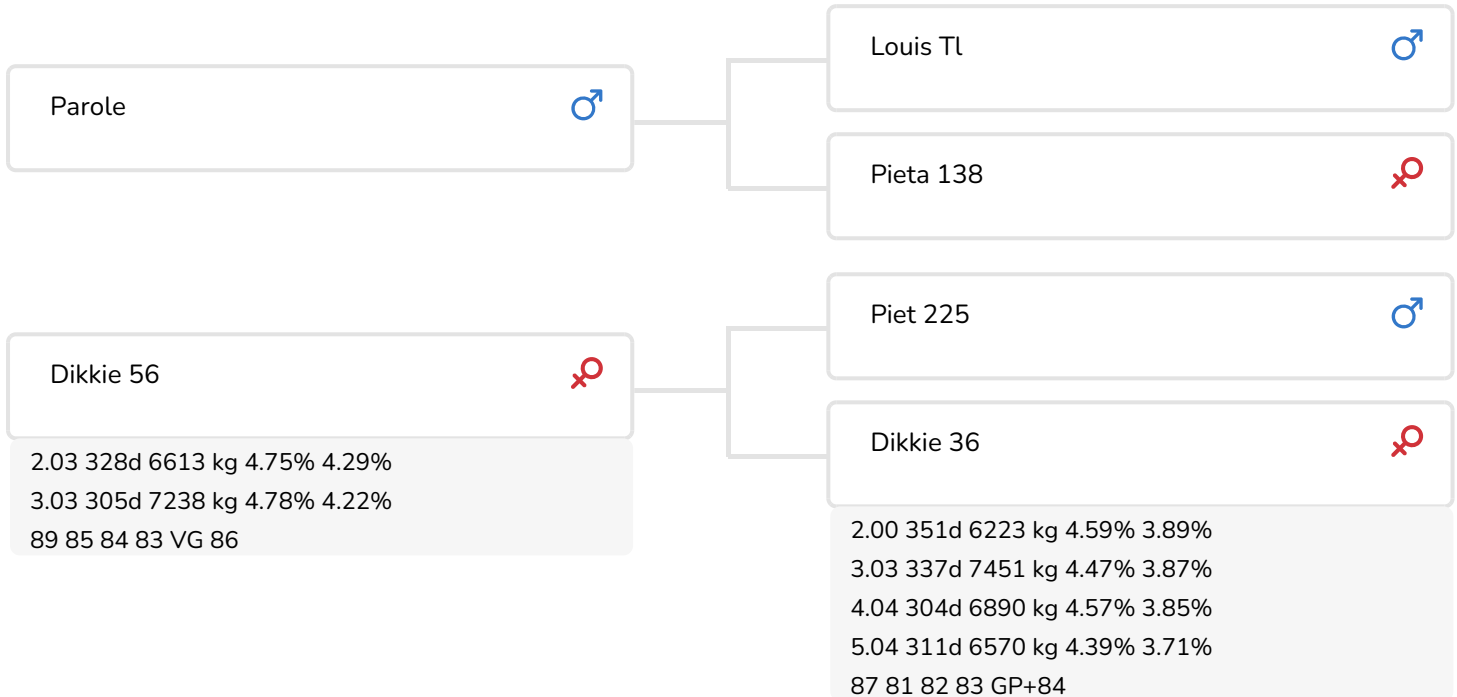 Parole
Dikkie 56
2.03 328d 6613 kg 4.75% 4.29%
3.03 305d 7238 kg 4.78% 4.22%
89 85 84 83 VG 86
Louis Tl
Pieta 138
Piet 225
Dikkie 36
2.00 351d 6223 kg 4.59% 3.89%
3.03 337d 7451 kg 4.47% 3.87%
4.04 304d 6890 kg 4.57% 3.85%
5.04 311d 6570 kg 4.39% 3.71%
87 81 82 83 GP+84